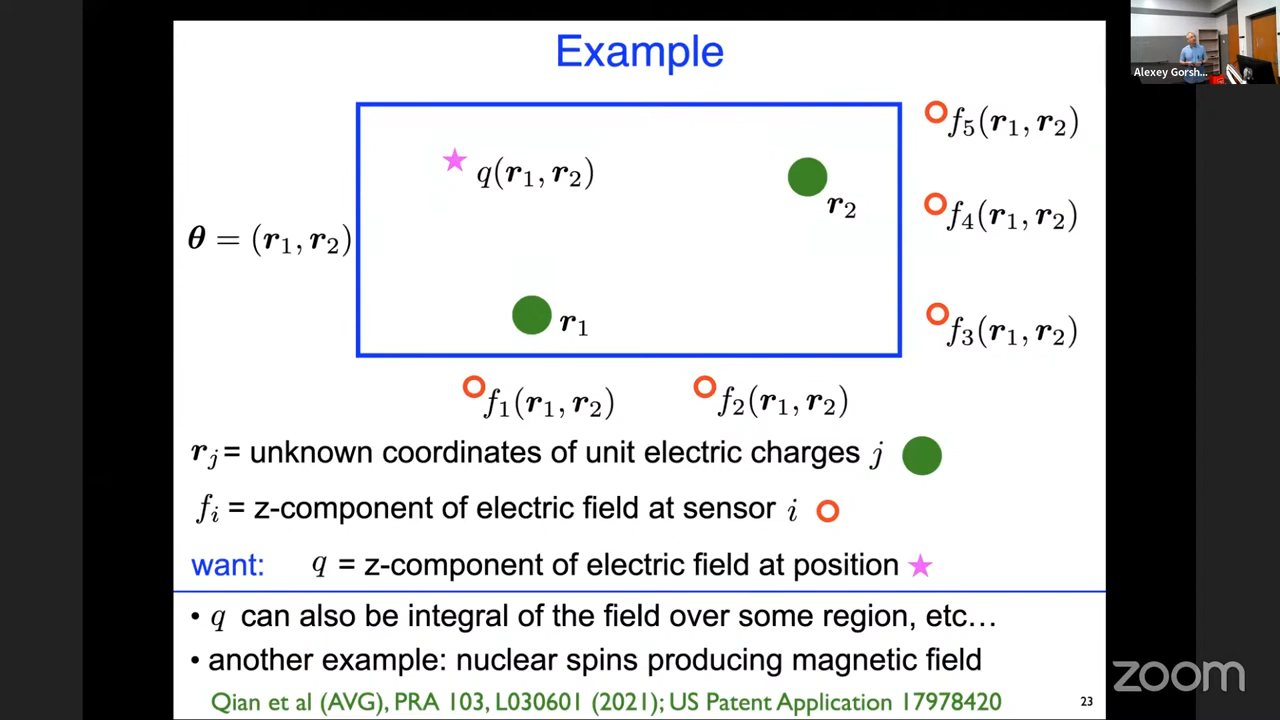 Example
Alexey Gorsh...
f₅(r₁, r₂)
q(r₁, r₂)
r₂
f₄(r₁, r₂)
θ = (r₁, r₂)
r₁
f₃(r₁, r₂)
f₁(r₁, r₂)
f₂(r₁, r₂)
rⱼ = unknown coordinates of unit electric charges j
fᵢ = z-component of electric field at sensor i
want: q = z-component of electric field at position ★
• q can also be integral of the field over some region, etc…
• another example: nuclear spins producing magnetic field
zoom
Qian et al (AVG), PRA 103, L030601 (2021); US Patent Application 17978420
23